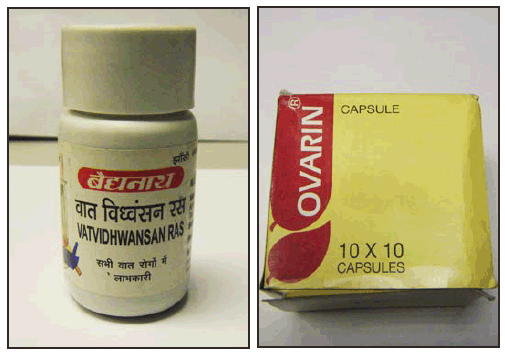 झाँसी
बैद्यनाथ
वात विध्वंसन रस
VATVIDHWANSAN RAS
सभी वात रोगों में
लाभकारी
OVARIN®
CAPSULE
10 X 10
CAPSULES